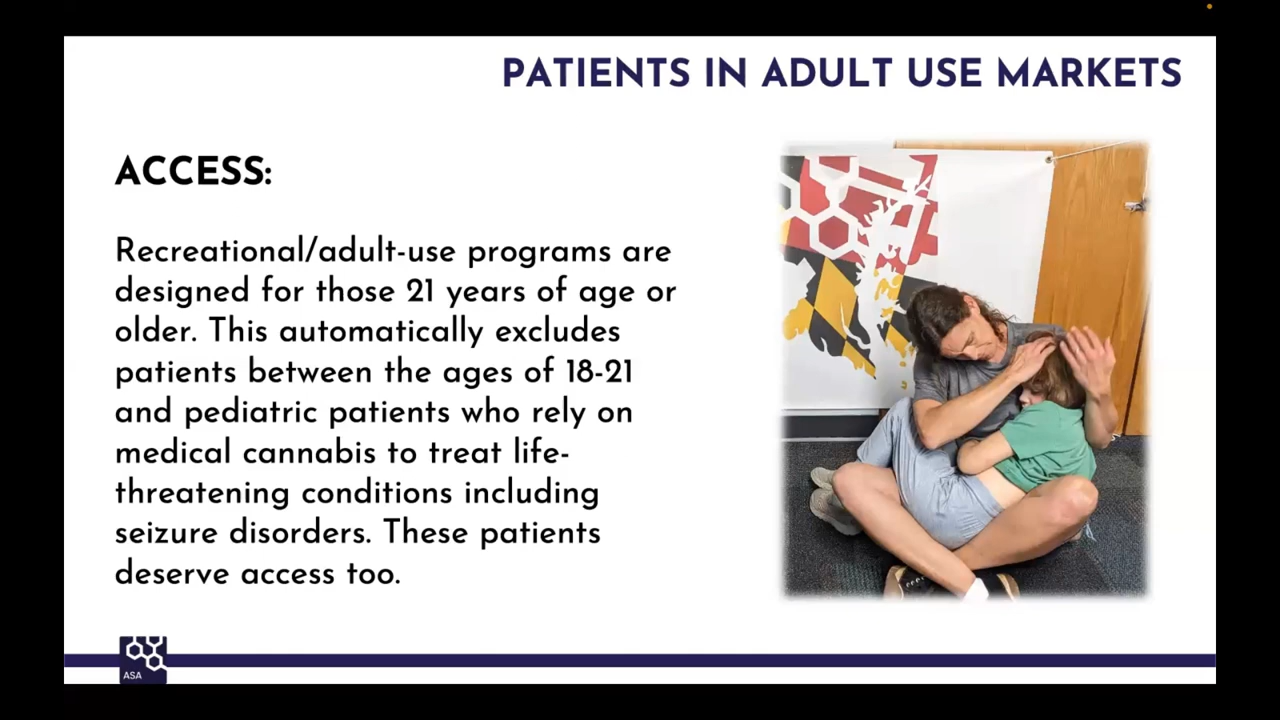 PATIENTS IN ADULT USE MARKETS
ACCESS:
Recreational/adult-use programs are
designed for those 21 years of age or
older. This automatically excludes
patients between the ages of 18-21
and pediatric patients who rely on
medical cannabis to treat life-
threatening conditions including
seizure disorders. These patients
deserve access too.
ASA